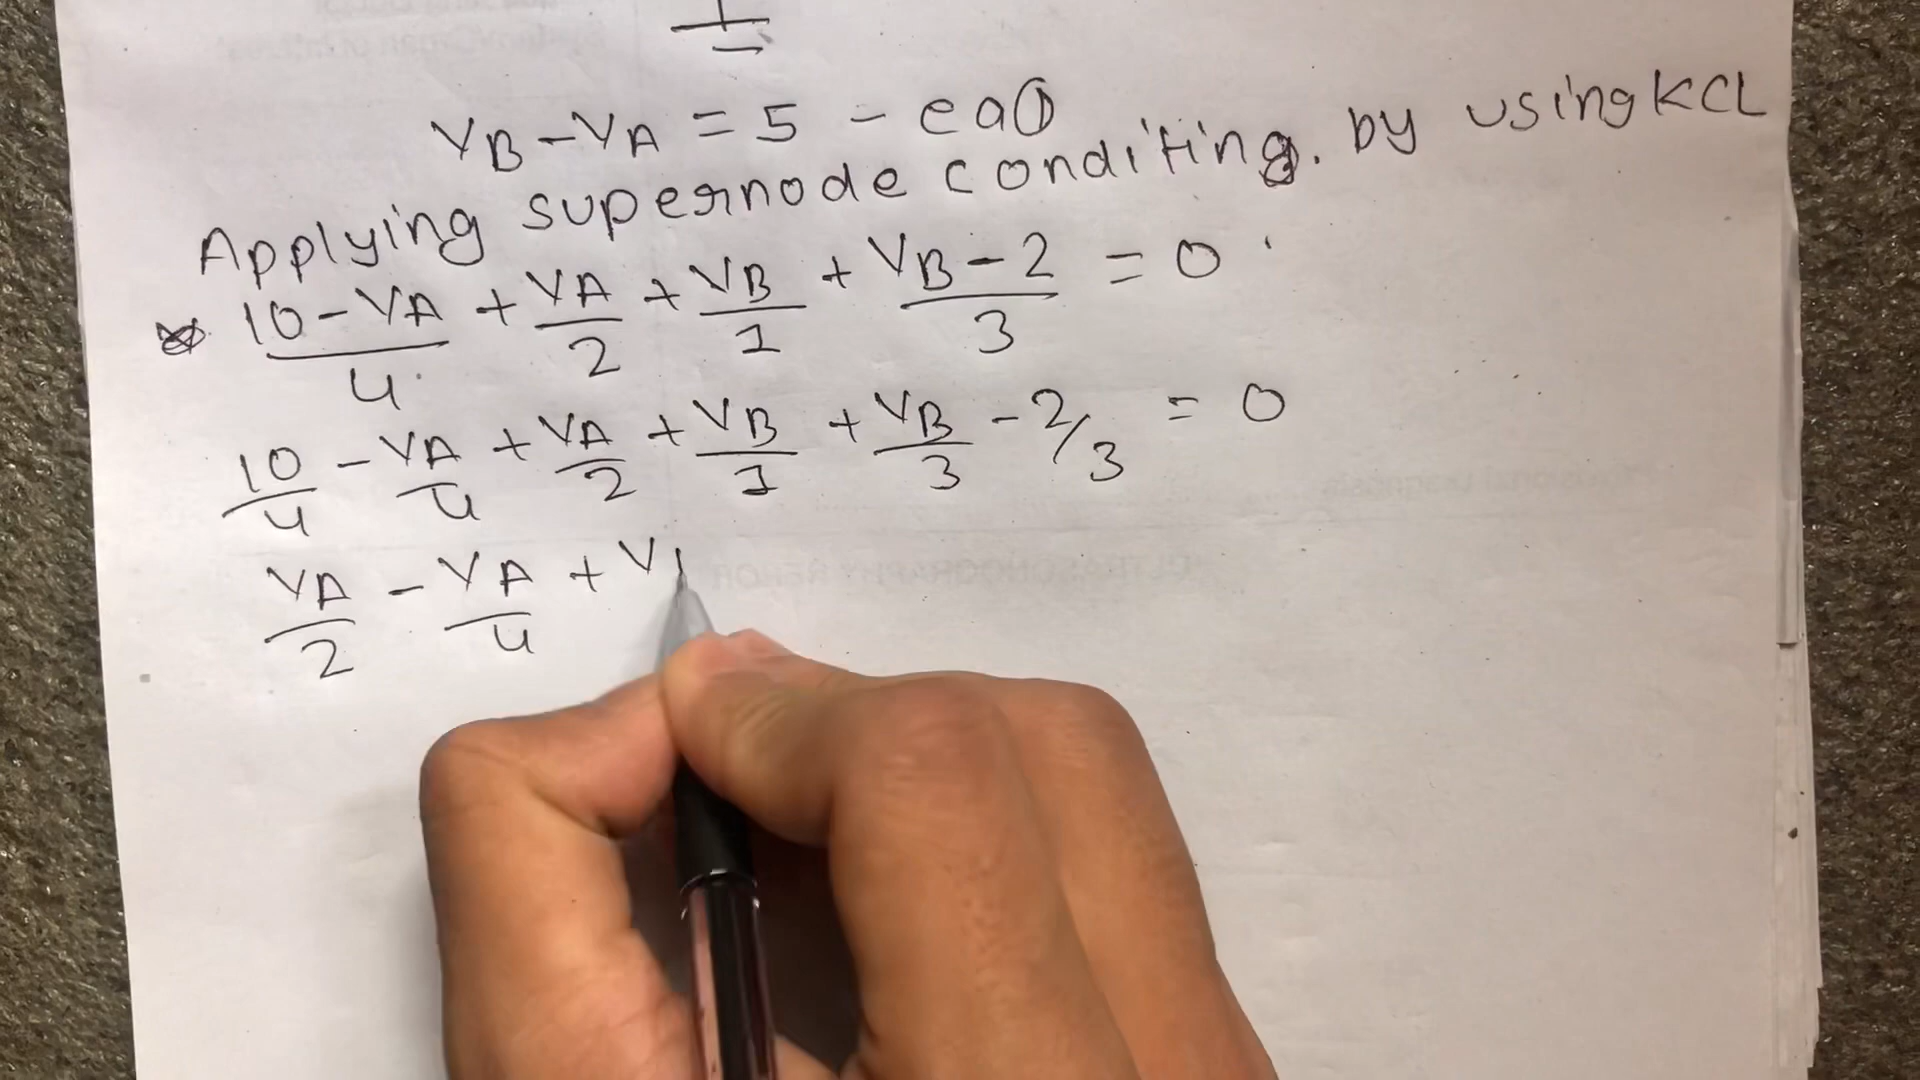 VB - VA = 5 - eq①
Applying supernode conditing. by using KCL
(10 - VA)/4 + VA/2 + VB/1 + (VB - 2)/3 = 0
10/4 - VA/4 + VA/2 + VB/1 + VB/3 - 2/3 = 0
VA/2 - VA/4 + V